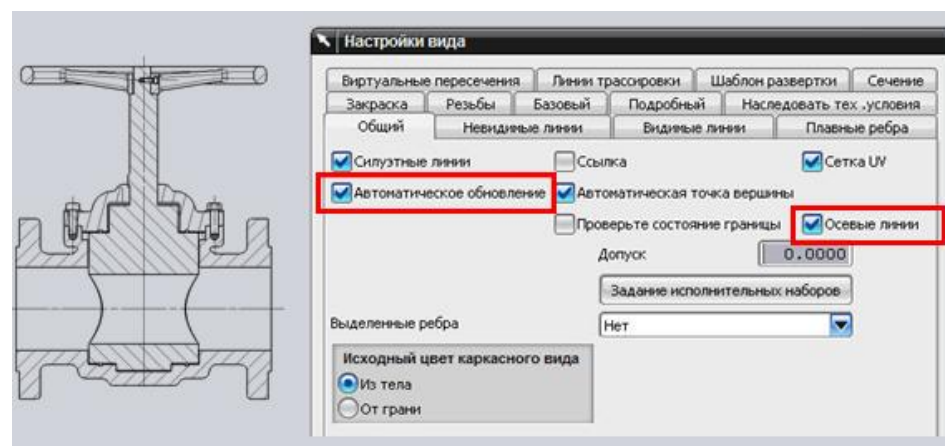 Настройки вида
Виртуальные пересечения Линии трассировки Шаблон развертки Сечение
Закраска Резьбы Базовый Подробный Наследовать тех .условия
Общий Невидимые линии Видимые линии Плавные ребра
Силуэтные линии Ссылка Сетка UV
Автоматическое обновление Автоматическая точка вершины
Проверьте состояние границы Осевые линии
Допуск 0.0000
Задание исполнительных наборов
Выделенные ребра Нет
Исходный цвет каркасного вида
Из тела
От грани